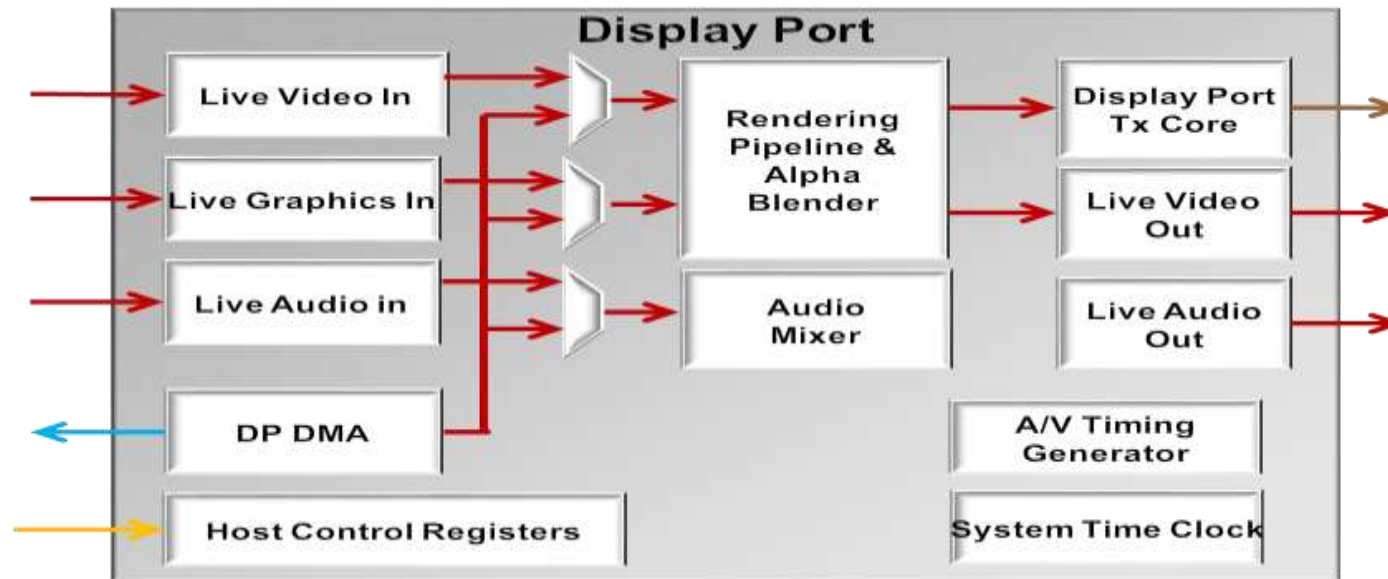 Display Port
Live Video In
Live Graphics In
Live Audio in
DP DMA
Host Control Registers
Rendering
Pipeline &
Alpha
Blender
Audio
Mixer
Display Port
Tx Core
Live Video
Out
Live Audio
Out
A/V Timing
Generator
System Time Clock